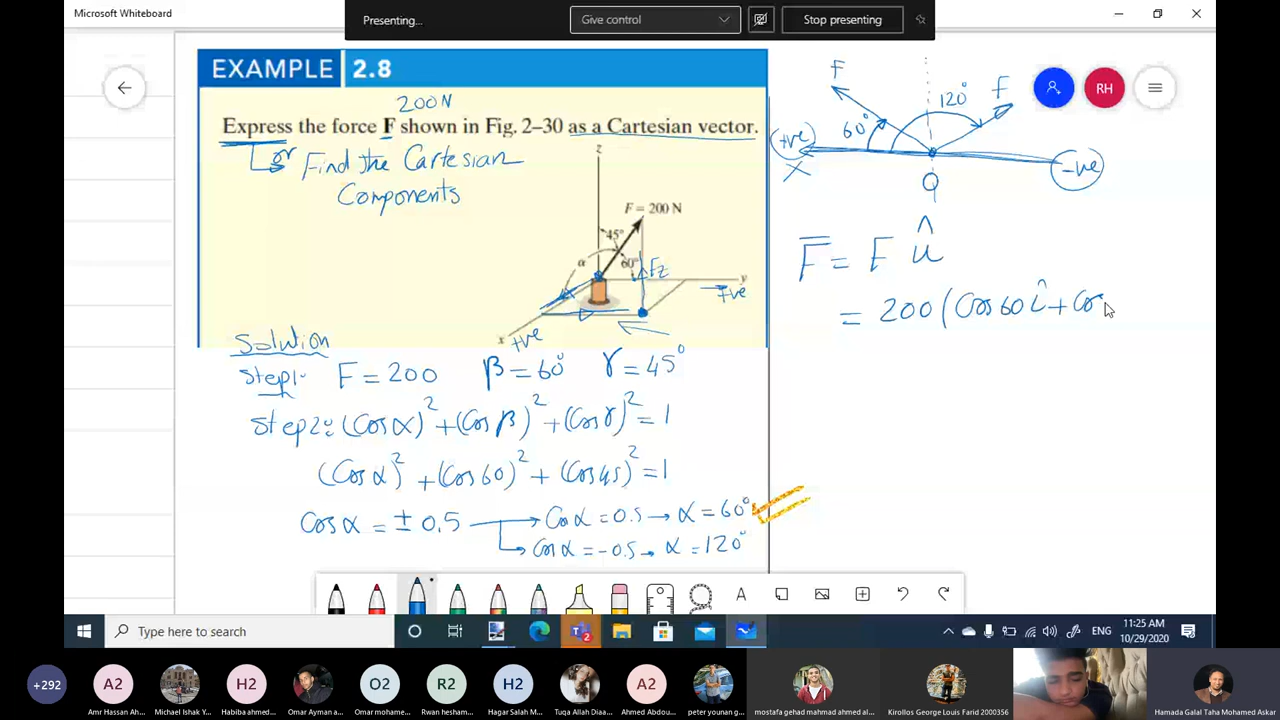 Microsoft Whiteboard
Presenting...
Give control
Stop presenting
EXAMPLE 2.8
200 N
Express the force F shown in Fig. 2–30 as a Cartesian vector.
or Find the Cartesian
Components
z
F = 200 N
45°
α
60°
Fz
y
+ve
x
+ve
Solution
Step1:- F = 200 β = 60° γ = 45°
Step2:- (Cos α)² + (Cos β)² + (Cos γ)² = 1
(Cos α)² + (Cos 60)² + (Cos 45)² = 1
Cos α = ± 0.5 → Cos α = 0.5 → α = 60°
Cos α = -0.5 → α = 120°
F
F
120°
60°
+ve
X
Q
-ve
RH
F̅ = F û
= 200 (Cos 60 î + Cos
Type here to search
ENG
11:25 AM
10/29/2020
2
+292
A2
H2
O2
R2
H2
A2
Amr Hassan Ah...
Michael Ishak Y...
Habiba ahmed...
Omar Ayman a...
Omar mohame...
Rwan hesham...
Hagar Salah M...
Tuqa Allah Diaa...
Ahmed Abdou...
peter younan g...
mostafa gehad mahmad ahmed al...
Kirollos George Louis Farid 2000356
Hamada Galal Taha Mohamed Askar